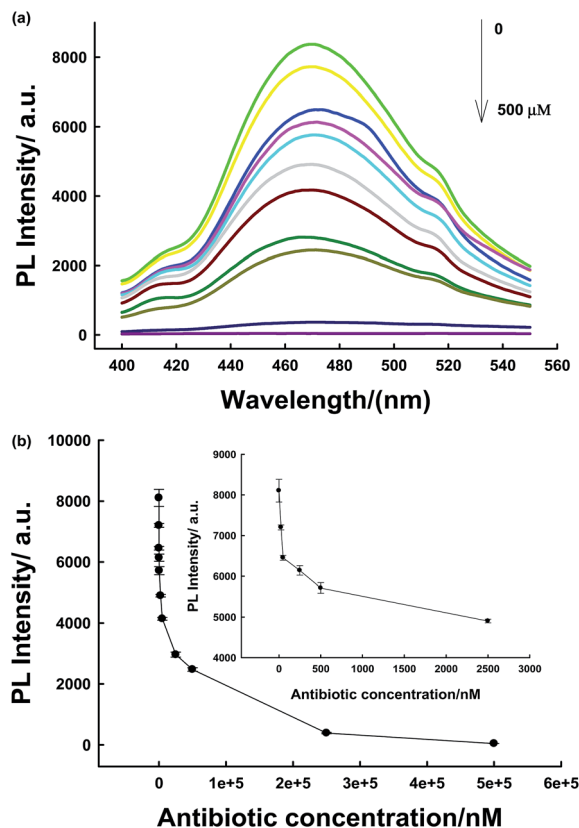 (a)
PL Intensity/ a.u.
8000
6000
4000
2000
0
0
500 µM
400 420 440 460 480 500 520 540 560
Wavelength/(nm)
(b)
PL Intensity/ a.u.
10000
8000
6000
4000
2000
0
PL Intensity/ a.u.
9000
8000
7000
6000
5000
4000
0 500 1000 1500 2000 2500 3000
Antibiotic concentration/nM
0 1e+5 2e+5 3e+5 4e+5 5e+5 6e+5
Antibiotic concentration/nM